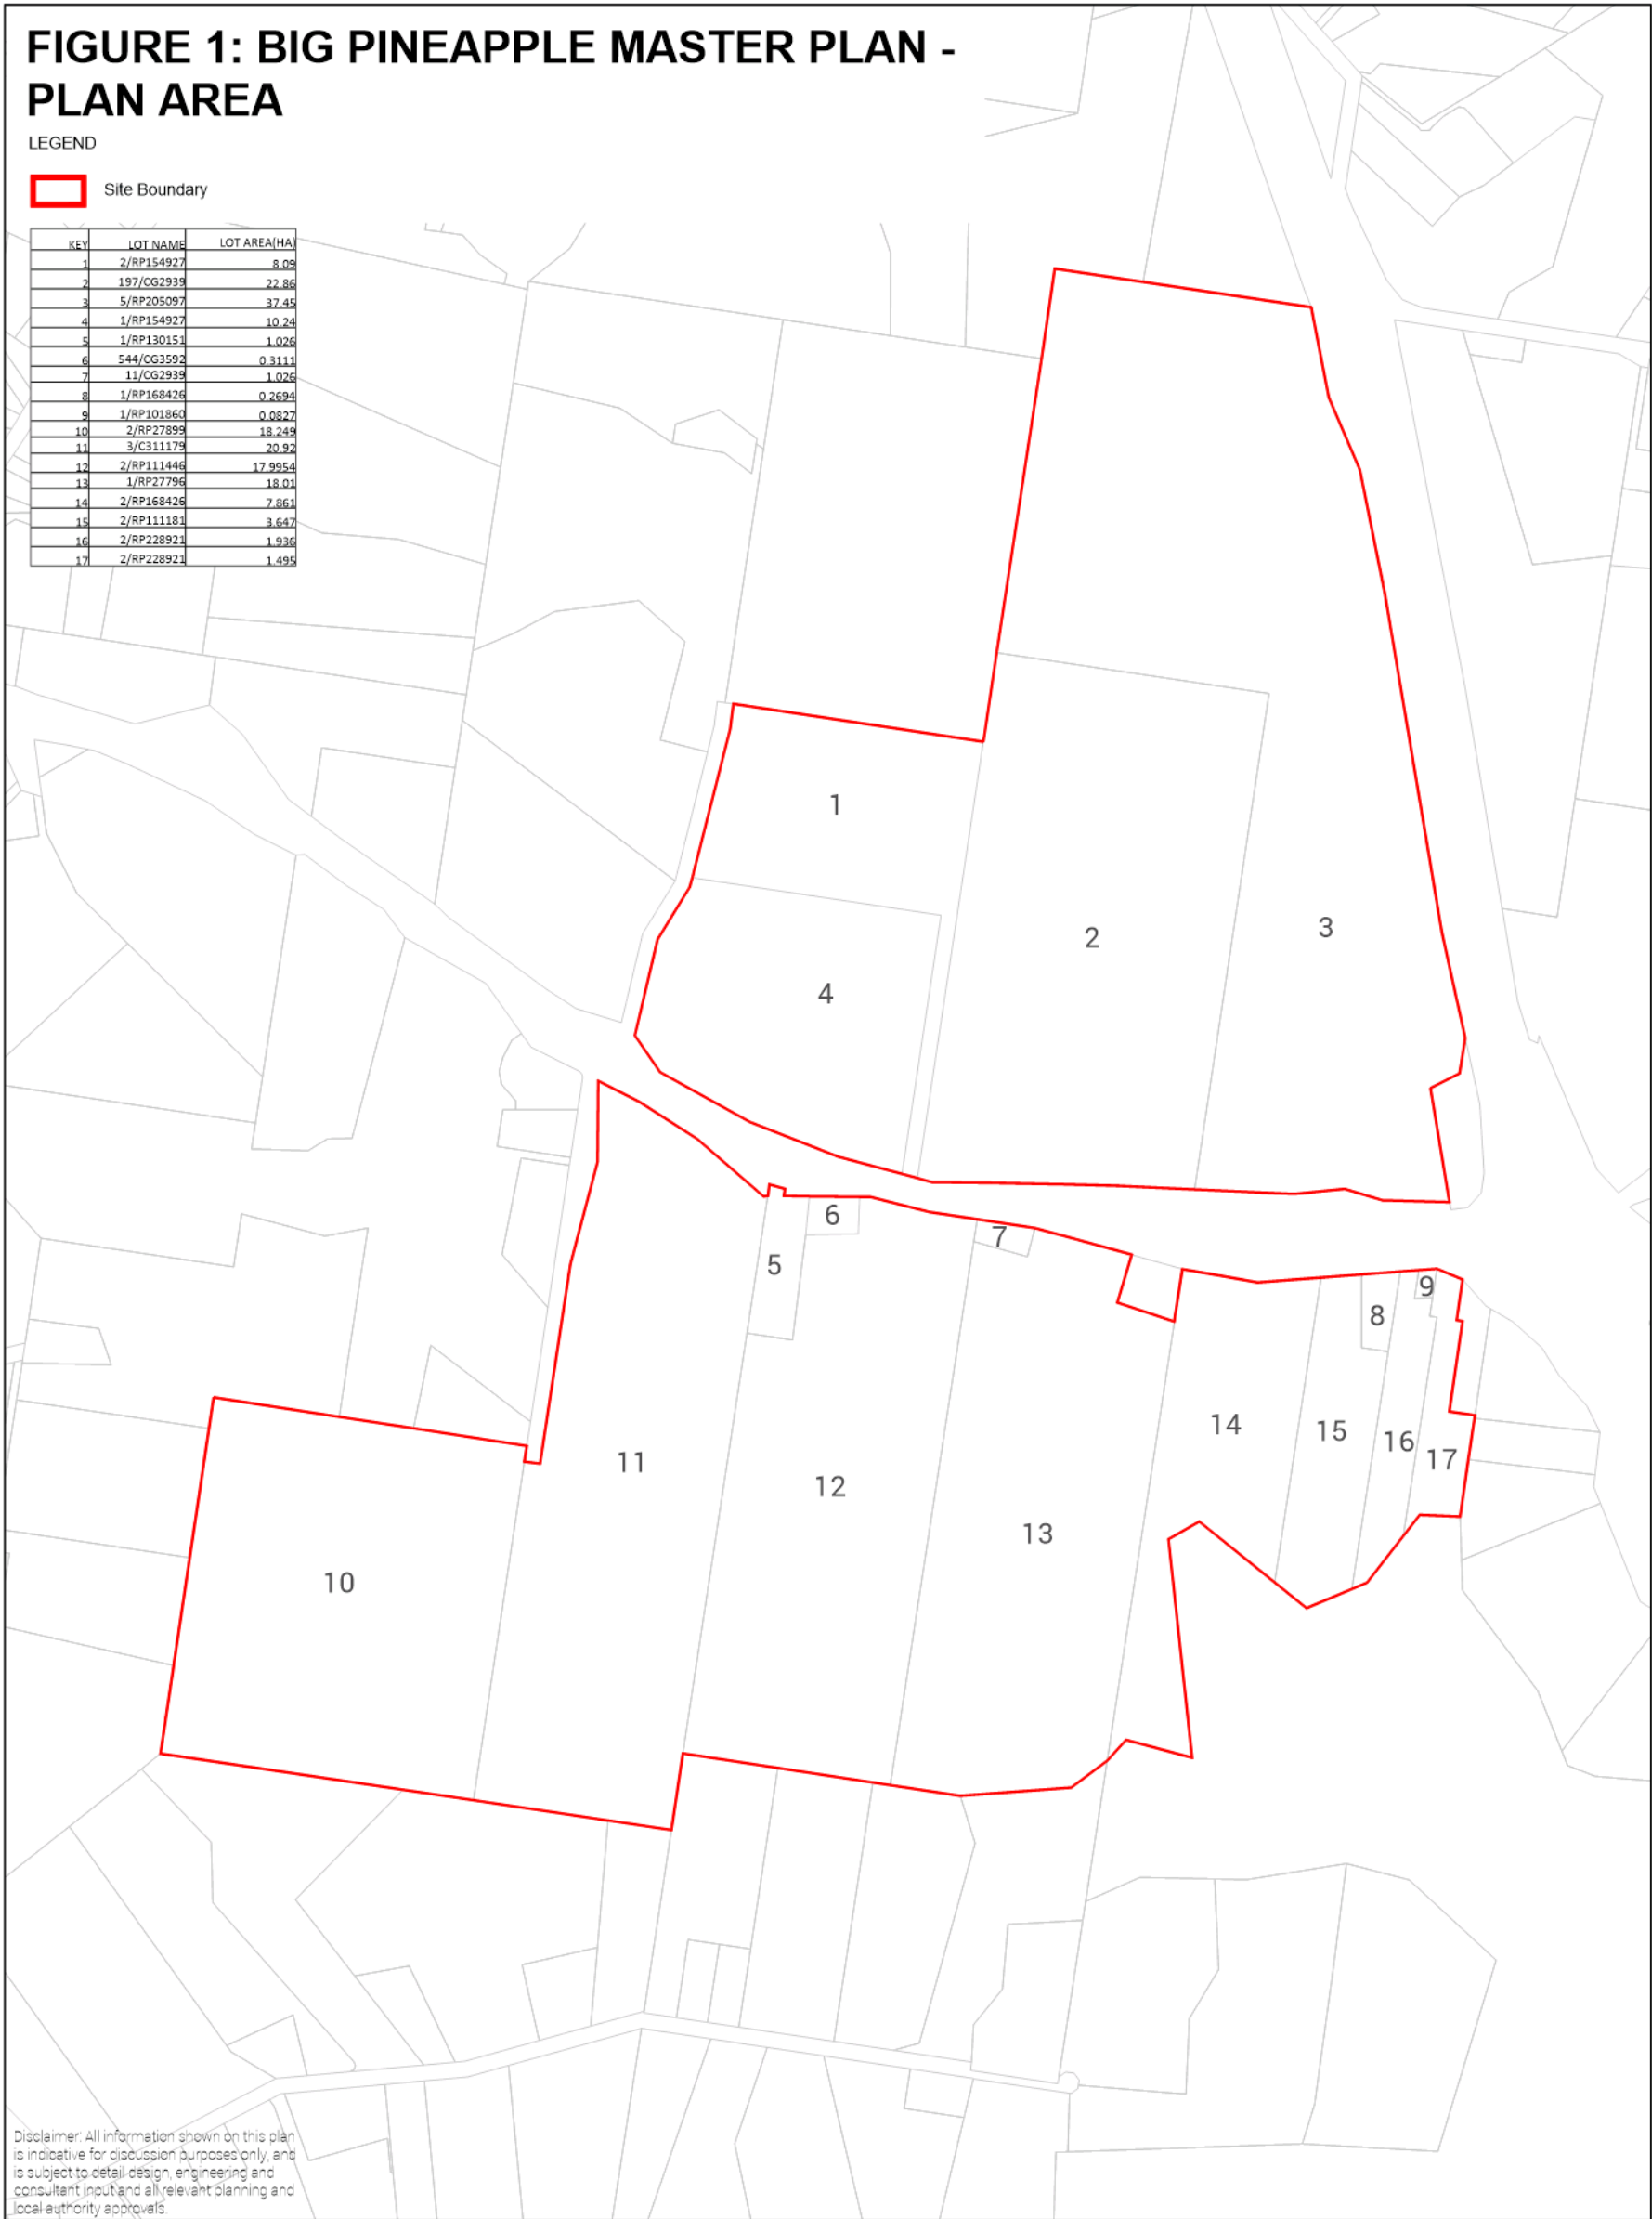 FIGURE 1: BIG PINEAPPLE MASTER PLAN -
PLAN AREA
LEGEND
Site Boundary
KEY LOT NAME LOT AREA(HA)
1 2/RP154927 8.09
2 197/CG2939 22.86
3 5/RP205097 37.45
4 1/RP154927 10.24
5 1/RP130151 1.026
6 544/CG3592 0.3111
7 11/CG2939 1.026
8 1/RP168426 0.2694
9 1/RP101860 0.0827
10 2/RP27899 18.249
11 3/C311179 20.92
12 2/RP111446 17.9954
13 1/RP27796 18.01
14 2/RP168426 7.861
15 2/RP111181 3.647
16 2/RP228921 1.936
17 2/RP228921 1.495
1
2
3
4
6
7
5
9
8
14
15
16
17
11
12
13
10
Disclaimer: All information shown on this plan
is indicative for discussion purposes only, and
is subject to detail design, engineering and
consultant input and all relevant planning and
local authority approvals.